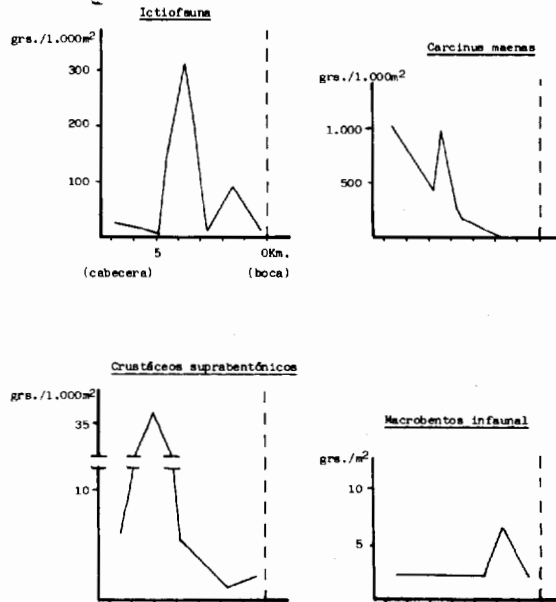 Ictiofauna
grs./1.000m2
300
200
100
5
0Km.
(cabecera)
(boca)
Carcinus maenas
grs./1.000m2
1.000
500
Crustáceos suprabentónicos
grs./1.000m2
35
10
Macrobentos infaunal
grs./m2
10
5